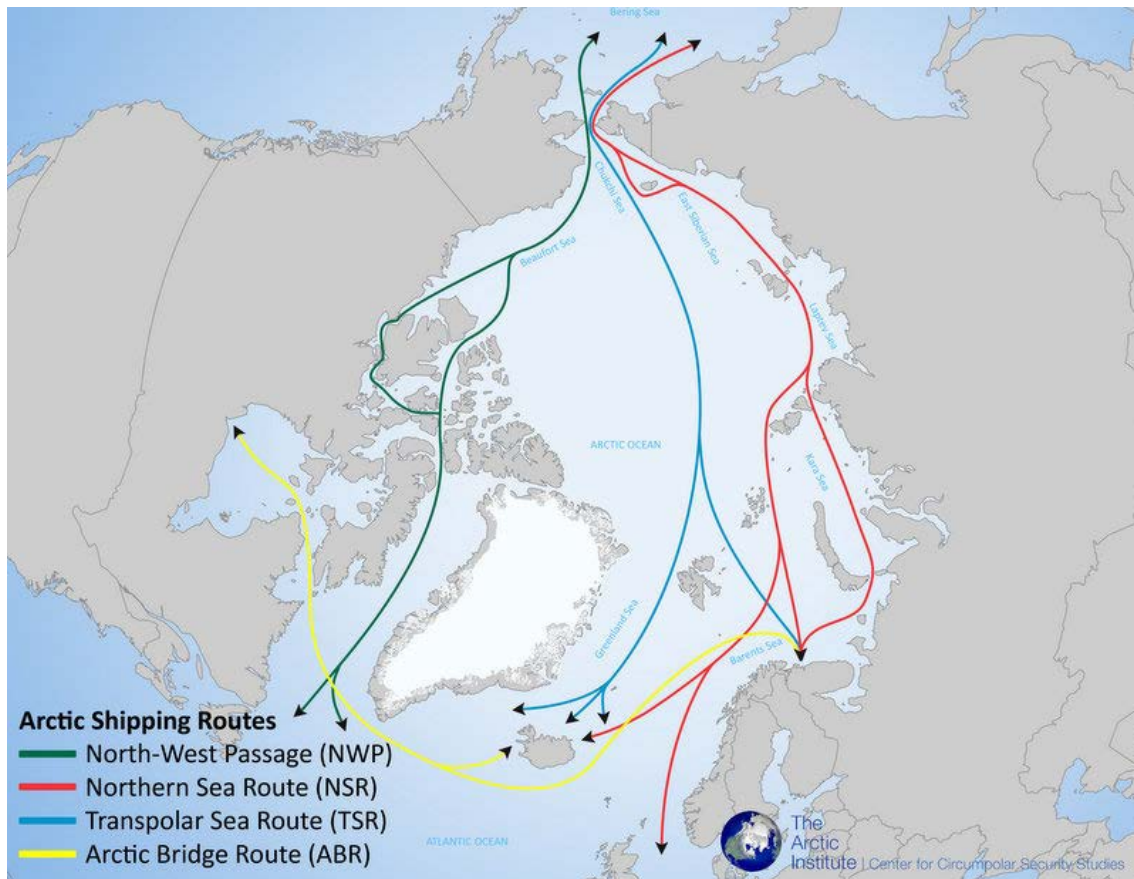 Bering Sea
Chukchi Sea
East Siberian Sea
Beaufort Sea
Laptev Sea
ARCTIC OCEAN
Kara Sea
Greenland Sea
Barents Sea
Arctic Shipping Routes
North-West Passage (NWP)
Northern Sea Route (NSR)
Transpolar Sea Route (TSR)
Arctic Bridge Route (ABR)
ATLANTIC OCEAN
The
Arctic
Institute | Center for Circumpolar Security Studies